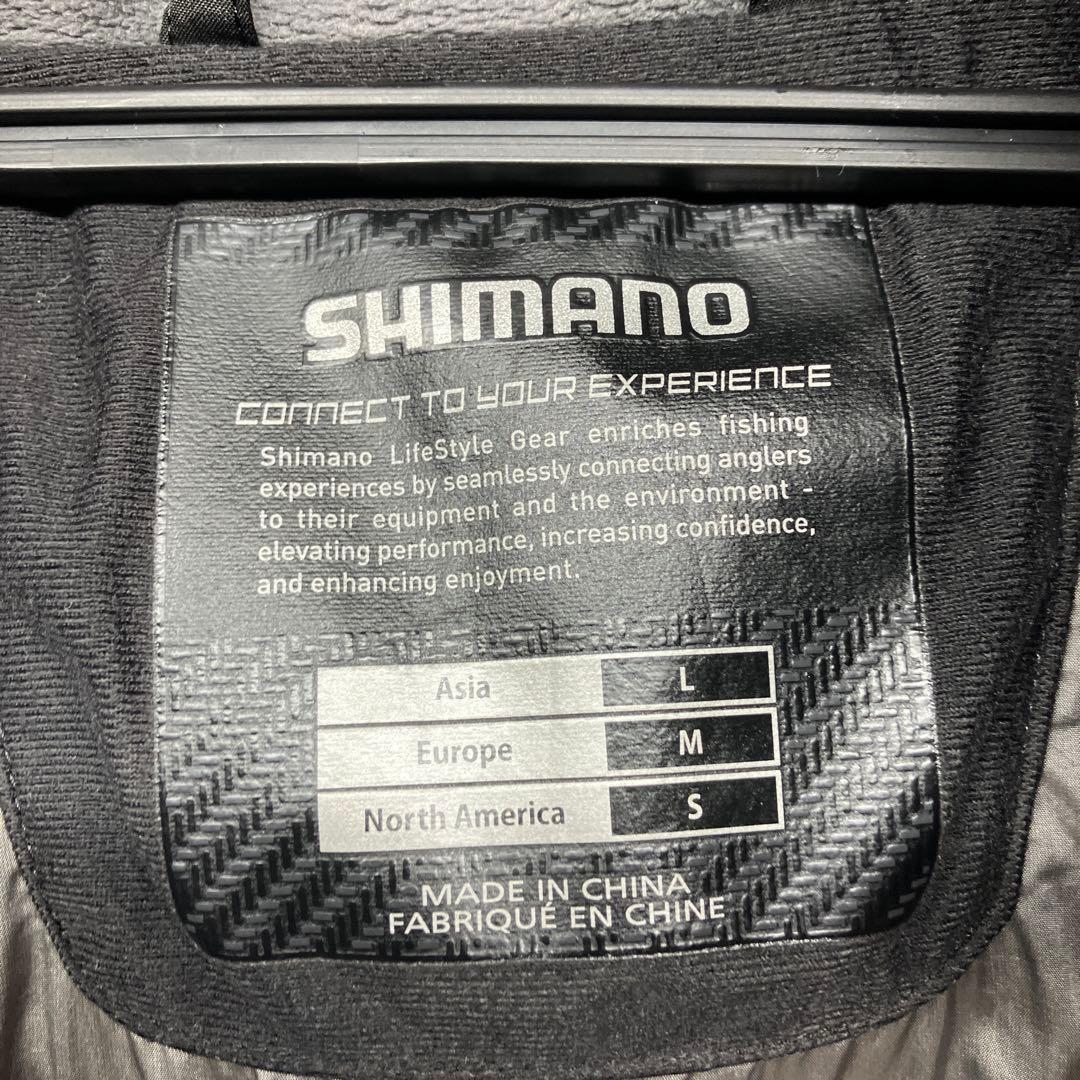 SHIMANO
CONNECT TO YOUR EXPERIENCE
Shimano LifeStyle Gear enriches fishing
experiences by seamlessly connecting anglers
to their equipment and the environment -
elevating performance, increasing confidence,
and enhancing enjoyment.
Asia L
Europe M
North America S
MADE IN CHINA
FABRIQUÉ EN CHINE